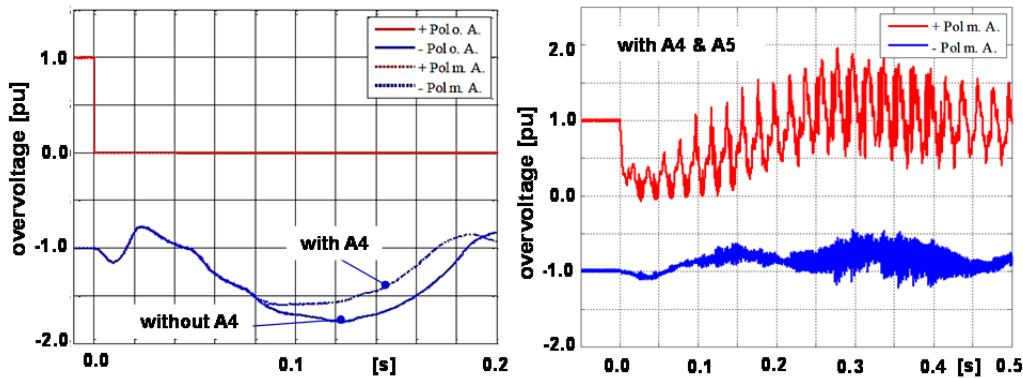 overvoltage [pu]
1.0
0.0
-1.0
-2.0
+ Pol o. A.
- Pol o. A.
+ Pol m. A.
- Pol m. A.
with A4
without A4
0.0
0.1
[s]
0.2
overvoltage [pu]
2.0
1.0
0.0
-1.0
-2.0
with A4 & A5
+ Pol m. A.
- Pol m. A.
0.0
0.1
0.2
0.3
0.4
[s]
0.5